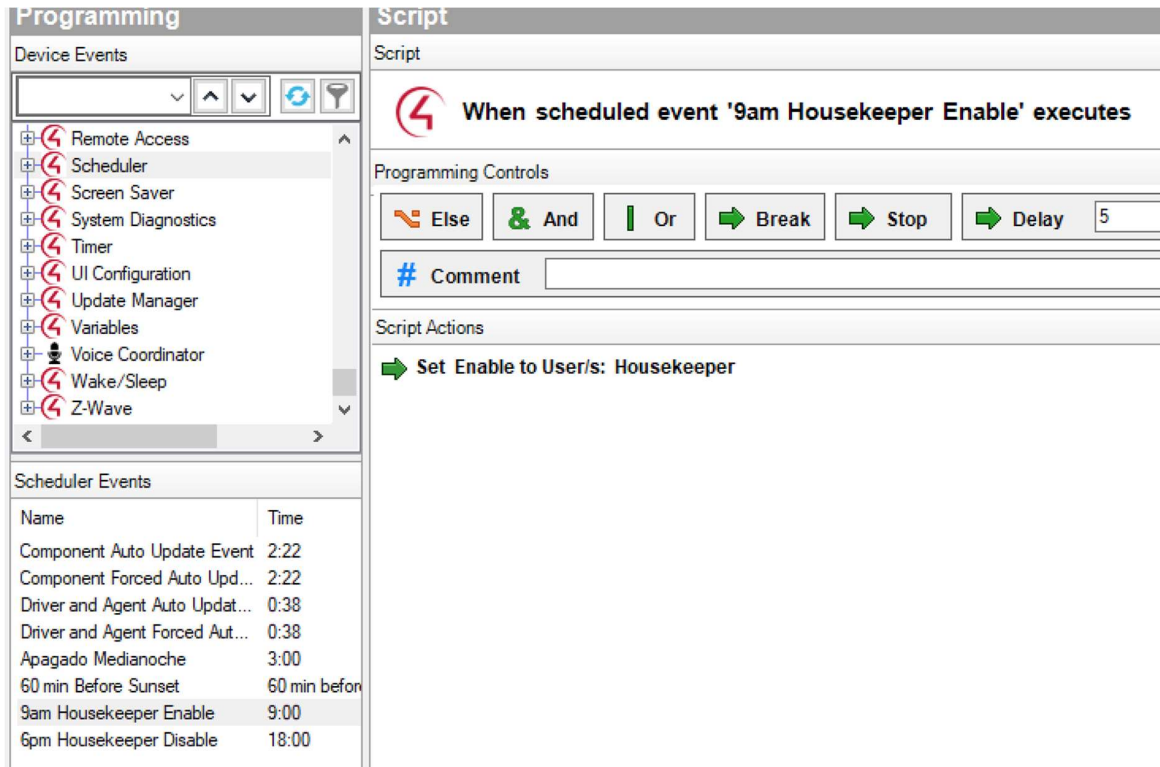 Programming
Device Events
Remote Access
Scheduler
Screen Saver
System Diagnostics
Timer
UI Configuration
Update Manager
Variables
Voice Coordinator
Wake/Sleep
Z-Wave
Scheduler Events
Name Time
Component Auto Update Event 2:22
Component Forced Auto Upd... 2:22
Driver and Agent Auto Updat... 0:38
Driver and Agent Forced Aut... 0:38
Apagado Medianoche 3:00
60 min Before Sunset 60 min before
9am Housekeeper Enable 9:00
6pm Housekeeper Disable 18:00
Script
Script
When scheduled event '9am Housekeeper Enable' executes
Programming Controls
Else & And Or Break Stop Delay 5
# Comment
Script Actions
Set Enable to User/s: Housekeeper